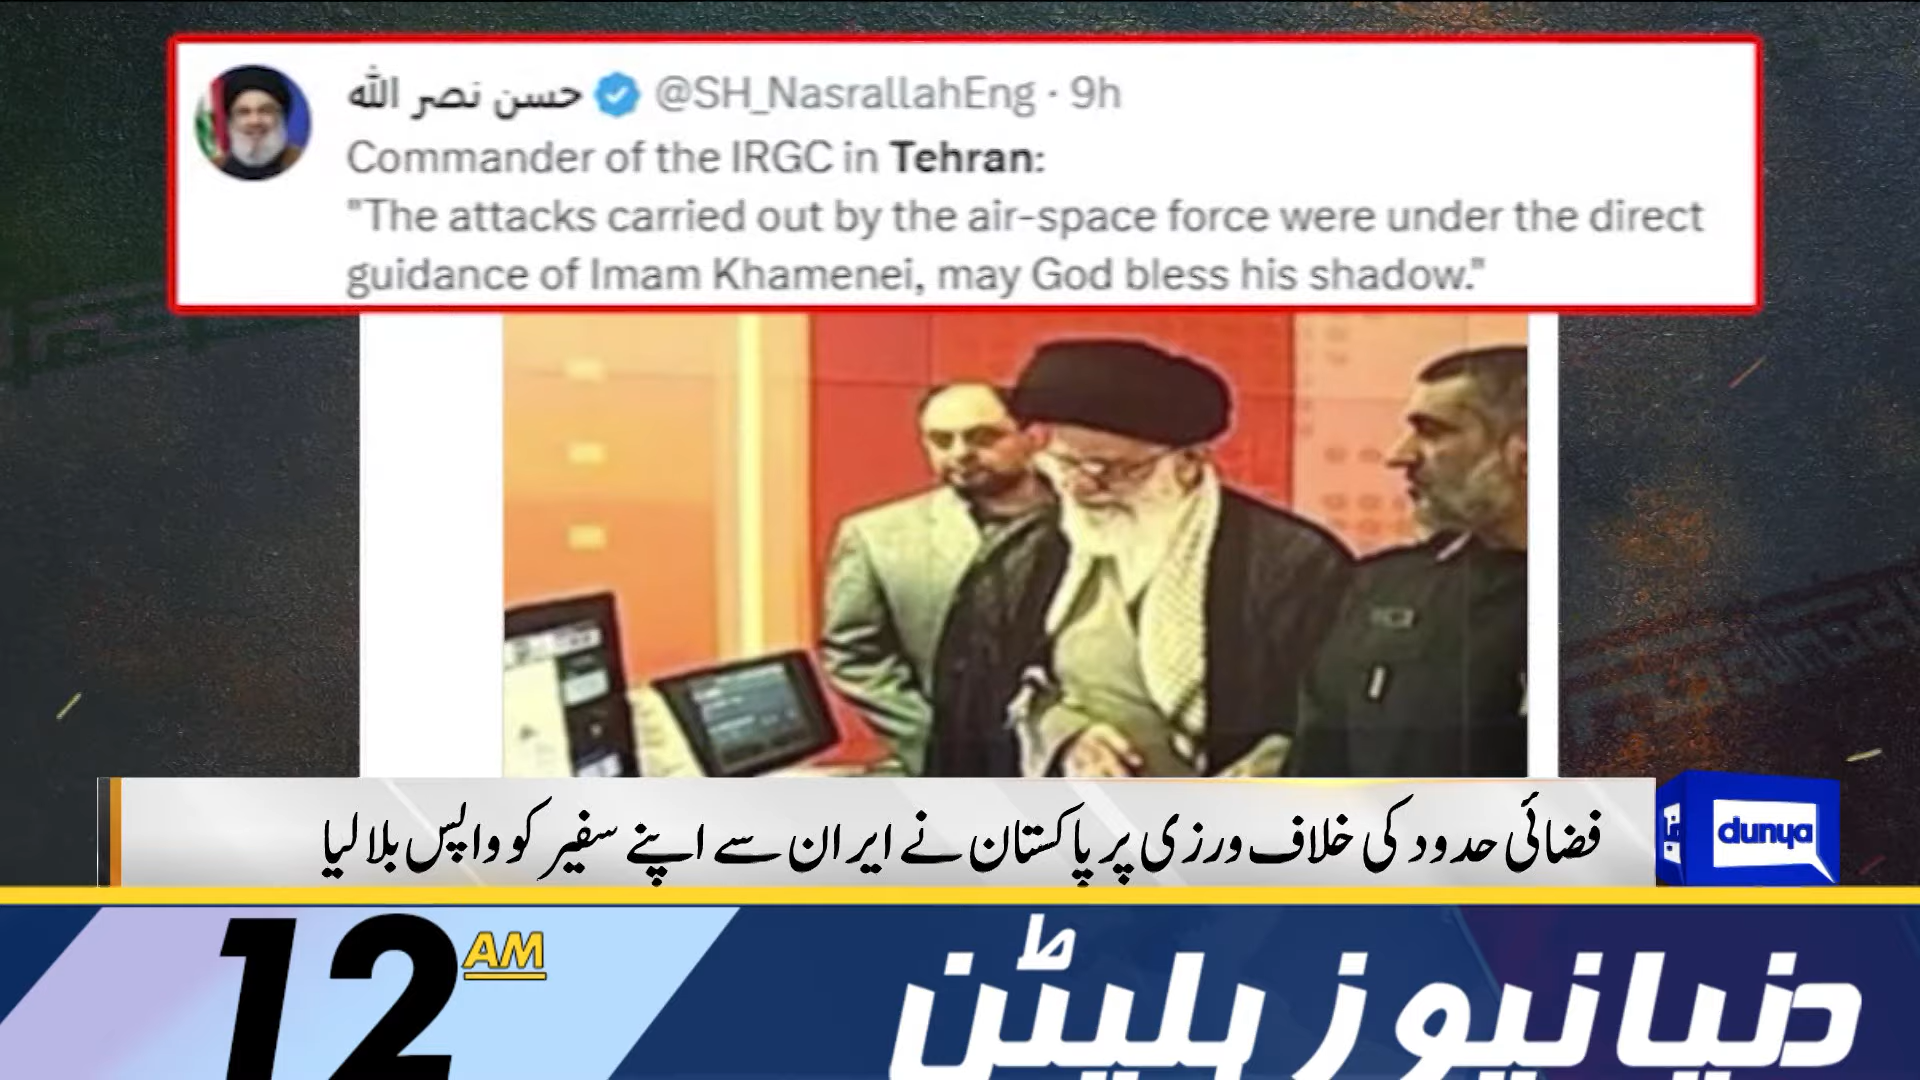 حسن نصر الله @SH_NasrallahEng · 9h
Commander of the IRGC in Tehran:
"The attacks carried out by the air-space force were under the direct
guidance of Imam Khamenei, may God bless his shadow."
فضائی حدود کی خلاف ورزی پر پاکستان نے ایران سے اپنے سفیر کو واپس بلا لیا
dunya
12 AM
دنیا نیوز بلیٹن